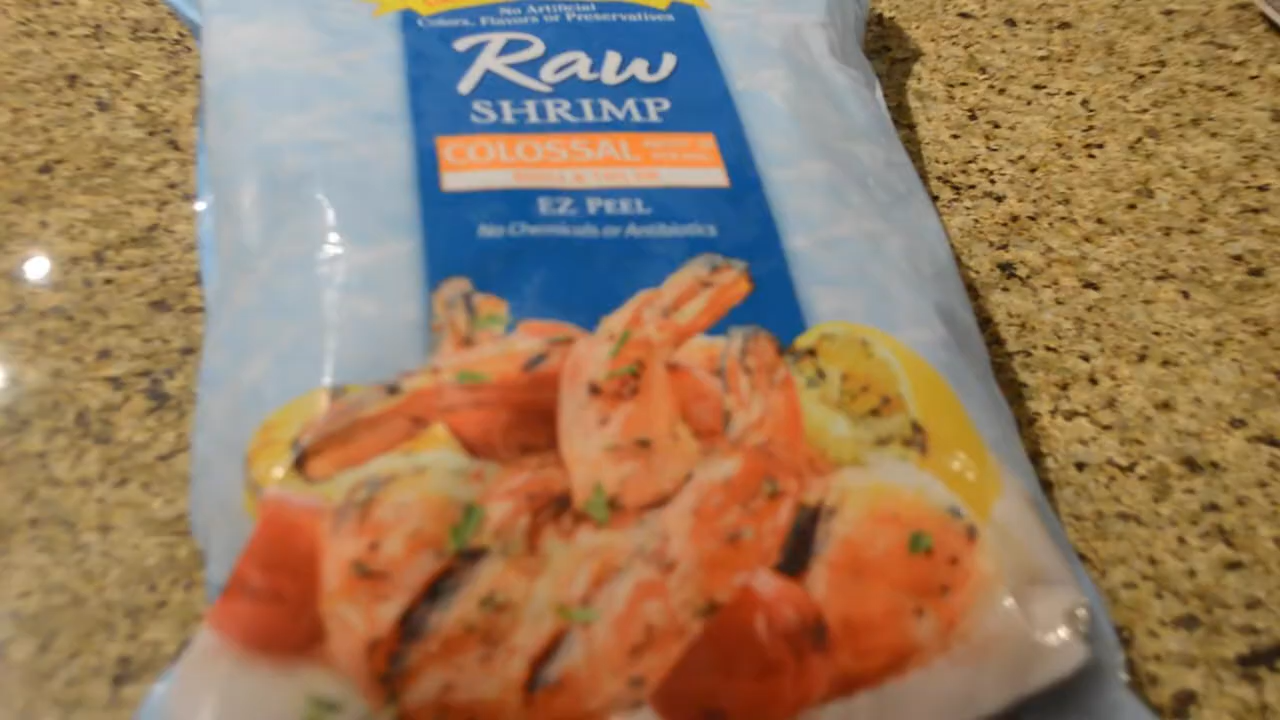 No Artificial
Colors, Flavors or Preservatives
Raw
SHRIMP
COLOSSAL
EZ PEEL
No Chemicals or Antibiotics